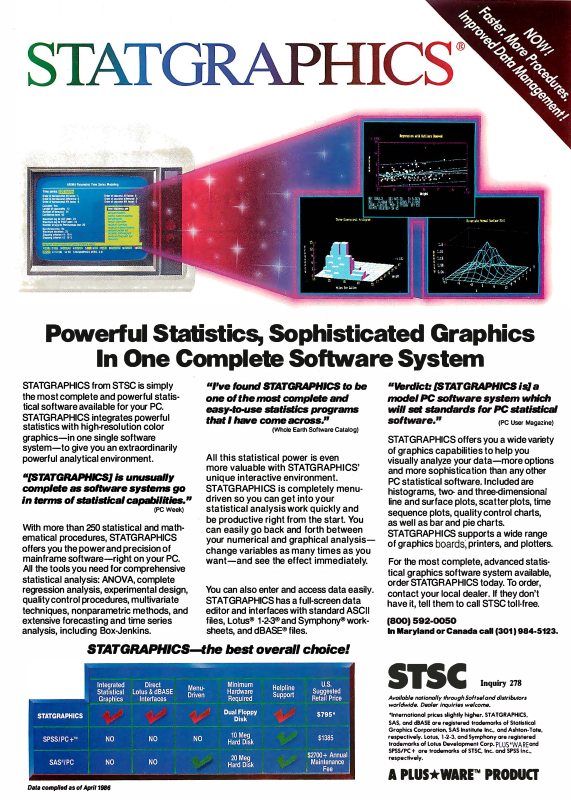 STATGRAPHICS®
NOW!
Faster, More Procedures,
Improved Data Management!
Powerful Statistics, Sophisticated Graphics
In One Complete Software System
STATGRAPHICS from STSC is simply
the most complete and powerful statis-
tical software available for your PC.
STATGRAPHICS integrates powerful
statistics with high-resolution color
graphics—in one single software
system—to give you an extraordinarily
powerful analytical environment.
“[STATGRAPHICS] is unusually
complete as software systems go
in terms of statistical capabilities.”
(PC Week)
With more than 250 statistical and math-
ematical procedures, STATGRAPHICS
offers you the power and precision of
mainframe software—right on your PC.
All the tools you need for comprehensive
statistical analysis: ANOVA, complete
regression analysis, experimental design,
quality control procedures, multivariate
techniques, nonparametric methods, and
extensive forecasting and time series
analysis, including Box-Jenkins.
“I’ve found STATGRAPHICS to be
one of the most complete and
easy-to-use statistics programs
that I have come across.”
(Whole Earth Software Catalog)
All this statistical power is even
more valuable with STATGRAPHICS’
unique interactive environment.
STATGRAPHICS is completely menu-
driven so you can get into your
statistical analysis work quickly and
be productive right from the start. You
can easily go back and forth between
your numerical and graphical analysis—
change variables as many times as you
want—and see the effect immediately.
You can also enter and access data easily.
STATGRAPHICS has a full-screen data
editor and interfaces with standard ASCII
files, Lotus® 1-2-3® and Symphony® work-
sheets, and dBASE® files.
“Verdict: [STATGRAPHICS is] a
model PC software system which
will set standards for PC statistical
software.”
(PC User Magazine)
STATGRAPHICS offers you a wide variety
of graphics capabilities to help you
visually analyze your data—more options
and more sophistication than any other
PC statistical software. Included are
histograms, two- and three-dimensional
line and surface plots, scatter plots, time
sequence plots, quality control charts,
as well as bar and pie charts.
STATGRAPHICS supports a wide range
of graphics boards, printers, and plotters.
For the most complete, advanced statis-
tical graphics software system available,
order STATGRAPHICS today. To order,
contact your local dealer. If they don’t
have it, tell them to call STSC toll-free.
(800) 592-0050
In Maryland or Canada call (301) 984-5123.
STATGRAPHICS—the best overall choice!
Integrated Statistical Graphics
Direct Lotus & dBASE Interfaces
Menu-Driven
Minimum Hardware Required
Helpline Support
U.S. Suggested Retail Price
STATGRAPHICS Dual Floppy Disk $795*
SPSS/PC+™ NO NO NO 10 Meg Hard Disk $1385
SAS®/PC NO NO 20 Meg Hard Disk $2700+ Annual Maintenance Fee
Data compiled as of April 1986
STSC
Inquiry 278
Available nationally through Softsel and distributors
worldwide. Dealer inquiries welcome.
*International prices slightly higher. STATGRAPHICS,
SAS, and dBASE are registered trademarks of Statistical
Graphics Corporation, SAS Institute Inc., and Ashton-Tate,
respectively. Lotus, 1-2-3, and Symphony are registered
trademarks of Lotus Development Corp. PLUS*WARE and
SPSS/PC+ are trademarks of STSC, Inc. and SPSS Inc.,
respectively.
A PLUS★WARE™ PRODUCT